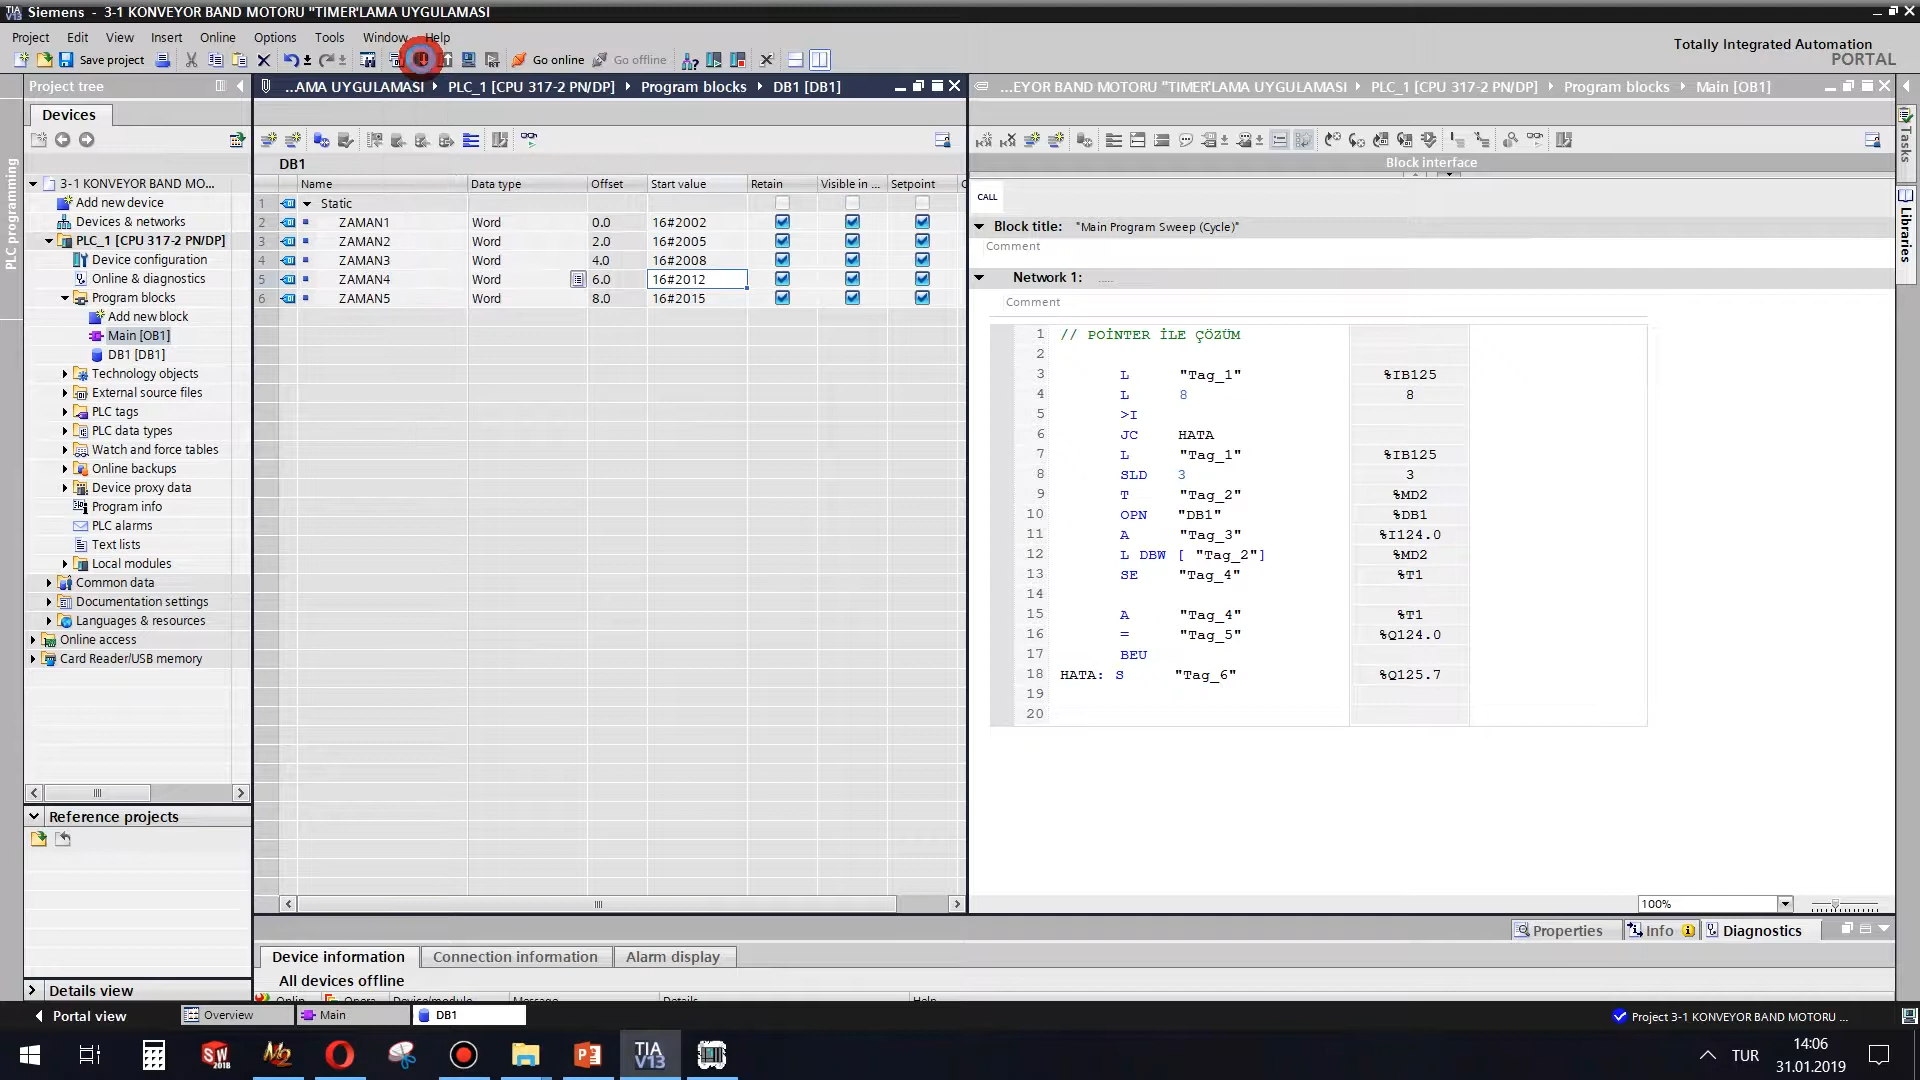 Siemens - 3-1 KONVEYOR BAND MOTORU "TIMER'LAMA UYGULAMASI
Project Edit View Insert Online Options Tools Window Help
Save project
Go online
Go offline
Totally Integrated Automation
PORTAL
Project tree
...AMA UYGULAMASI PLC_1 [CPU 317-2 PN/DP] Program blocks DB1 [DB1]
...EYOR BAND MOTORU "TIMER'LAMA UYGULAMASI PLC_1 [CPU 317-2 PN/DP] Program blocks Main [OB1]
Devices
PLC programming
Tasks
Libraries
3-1 KONVEYOR BAND MO...
Add new device
Devices & networks
PLC_1 [CPU 317-2 PN/DP]
Device configuration
Online & diagnostics
Program blocks
Add new block
Main [OB1]
DB1 [DB1]
Technology objects
External source files
PLC tags
PLC data types
Watch and force tables
Online backups
Device proxy data
Program info
PLC alarms
Text lists
Local modules
Common data
Documentation settings
Languages & resources
Online access
Card Reader/USB memory
Reference projects
Details view
DB1
Name Data type Offset Start value Retain Visible in ... Setpoint
1 Static
2 ZAMAN1 Word 0.0 16#2002
3 ZAMAN2 Word 2.0 16#2005
4 ZAMAN3 Word 4.0 16#2008
5 ZAMAN4 Word 6.0 16#2012
6 ZAMAN5 Word 8.0 16#2015
Block interface
CALL
Block title: "Main Program Sweep (Cycle)"
Comment
Network 1: .....
Comment
1 // POİNTER İLE ÇÖZÜM
2
3 L "Tag_1" %IB125
4 L 8 8
5 >I
6 JC HATA
7 L "Tag_1" %IB125
8 SLD 3 3
9 T "Tag_2" %MD2
10 OPN "DB1" %DB1
11 A "Tag_3" %I124.0
12 L DBW [ "Tag_2"] %MD2
13 SE "Tag_4" %T1
14
15 A "Tag_4" %T1
16 = "Tag_5" %Q124.0
17 BEU
18 HATA: S "Tag_6" %Q125.7
19
20
100%
Properties Info Diagnostics
Device information Connection information Alarm display
All devices offline
Device/module Message Details Help
Portal view Overview Main DB1
Project 3-1 KONVEYOR BAND MOTORU ...
SW 2018
TIA V13
TUR
14:06
31.01.2019